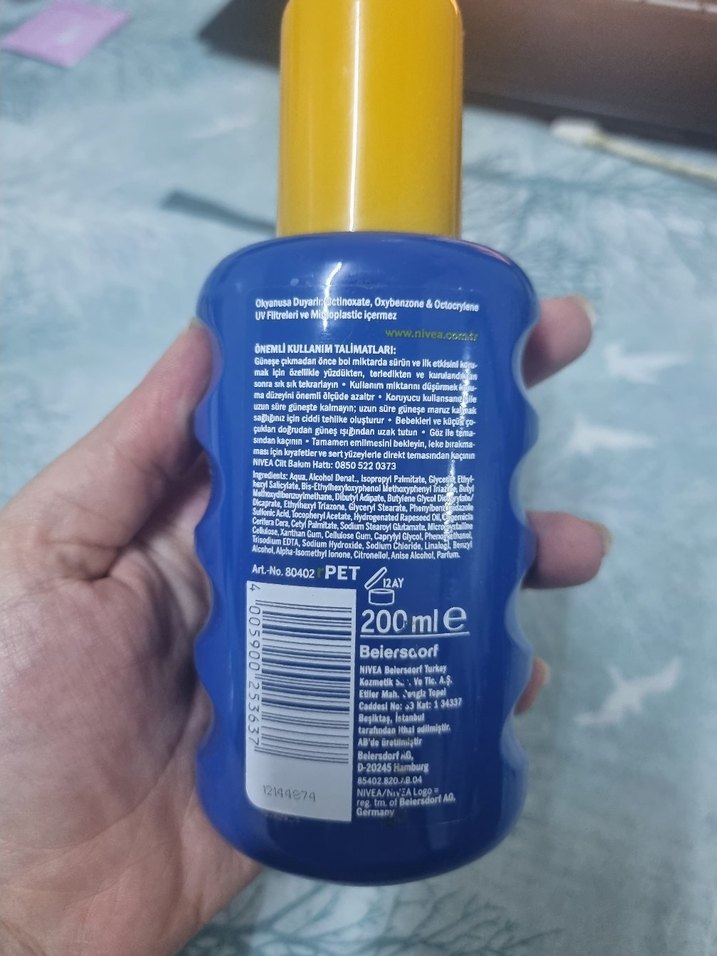 Okyanusa Duyarlı: Octinoxate, Oxybenzone & Octocrylene
UV Filtreleri ve Mikroplastic içermez
www.nivea.com.tr
ÖNEMLİ KULLANIM TALİMATLARI:
Güneşe çıkmadan önce bol miktarda sürün ve ilk etkisini koru-
mak için özellikle yüzdükten, terledikten ve kurulandıktan
sonra sık sık tekrarlayın • Kullanım miktarını düşürmek koru-
ma düzeyini önemli ölçüde azaltır • Koruyucu kullansanız bile
uzun süre güneşte kalmayın; uzun süre güneşe maruz kalmak
sağlığınız için ciddi tehlike oluşturur • Bebekleri ve küçük ço-
çukları doğrudan güneş ışığından uzak tutun • Göz ile tema-
sından kaçının • Tamamen emilmesini bekleyin, leke bırakma-
ması için kıyafetler ve sert yüzeylerle direkt temasından kaçının
NIVEA Cilt Bakım Hattı: 0850 522 0373
Ingredients: Aqua, Alcohol Denat., Isopropyl Palmitate, Glycerin, Ethyl-
hexyl Salicylate, Bis-Ethylhexyloxyphenol Methoxyphenyl Triazine, Butyl
Methoxydibenzoylmethane, Dibutyl Adipate, Butylene Glycol Dicaprylate/
Dicaprate, Ethylhexyl Triazone, Glyceryl Stearate, Phenylbenzimidazole
Sulfonic Acid, Tocopheryl Acetate, Hydrogenated Rapeseed Oil, Copernicia
Cerifera Cera, Cetyl Palmitate, Sodium Stearoyl Glutamate, Microcrystalline
Cellulose, Xanthan Gum, Cellulose Gum, Caprylyl Glycol, Phenoxyethanol,
Trisodium EDTA, Sodium Hydroxide, Sodium Chloride, Linalool, Benzyl
Alcohol, Alpha-Isomethyl Ionone, Citronellol, Anise Alcohol, Parfum.
Art.-No. 80402 rPET 12AY
200 ml e
Beiersdorf
NIVEA Beiersdorf Turkey
Kozmetik Ve Tic. A.Ş.
Etiler Mah. Cengiz Topel
Caddesi No: Kat: 1 34337
Beşiktaş, İstanbul
tarafından ithal edilmiştir.
AB'de üretilmiştir
Beiersdorf AG,
D-20245 Hamburg
85402.820
NIVEA/NIVEA Logo =
reg. tm. of Beiersdorf AG,
Germany
4 005900 253637
12144874